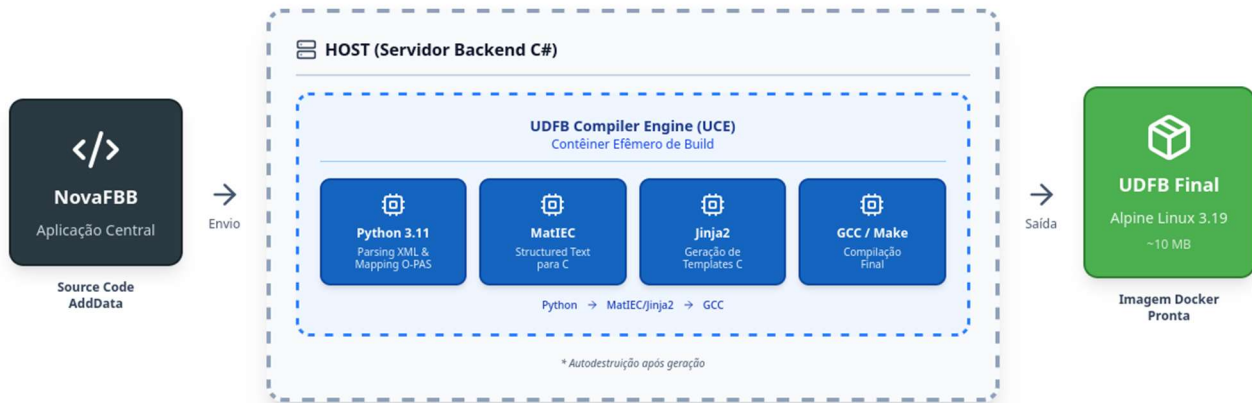 HOST (Servidor Backend C#)
UDFB Compiler Engine (UCE)
Contêiner Efêmero de Build
NovaFBB
Aplicação Central
Source Code
AddData
Envio
Python 3.11
Parsing XML &
Mapping O-PAS
MatIEC
Structured Text
para C
Jinja2
Geração de
Templates C
GCC / Make
Compilação
Final
Python → MatIEC/Jinja2 → GCC
* Autodestruição após geração
Saída
UDFB Final
Alpine Linux 3.19
~10 MB
Imagem Docker
Pronta